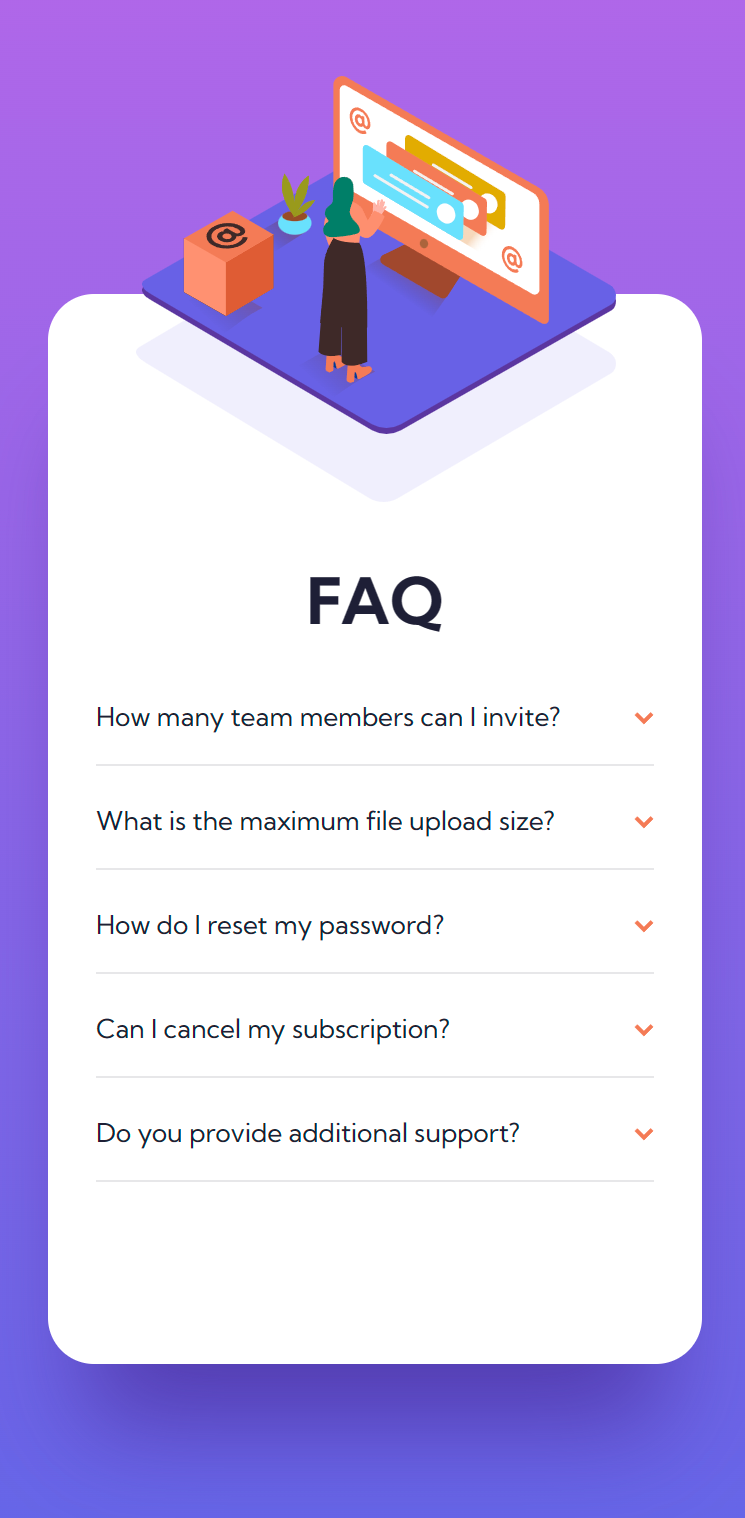 @
@
@
FAQ
How many team members can I invite?
What is the maximum file upload size?
How do I reset my password?
Can I cancel my subscription?
Do you provide additional support?